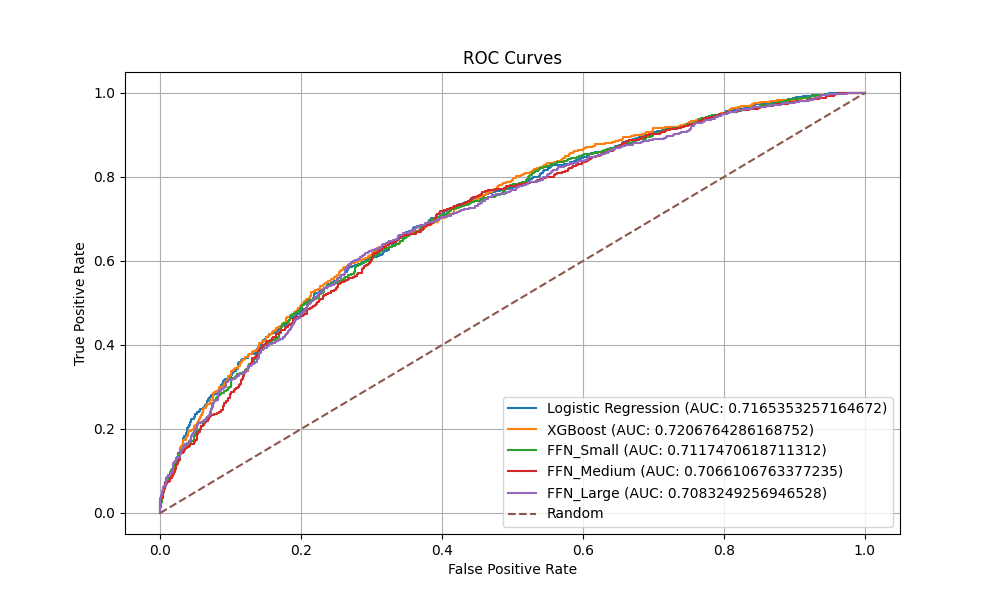 ROC Curves
True Positive Rate
1.0
0.8
0.6
0.4
0.2
0.0
Logistic Regression (AUC: 0.7165353257164672)
XGBoost (AUC: 0.7206764286168752)
FFN_Small (AUC: 0.7117470618711312)
FFN_Medium (AUC: 0.7066106763377235)
FFN_Large (AUC: 0.7083249256946528)
Random
0.0 0.2 0.4 0.6 0.8 1.0
False Positive Rate